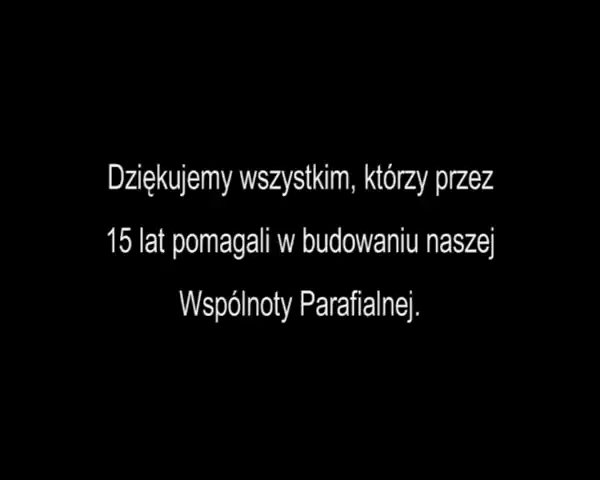 Dziękujemy wszystkim, którzy przez
15 lat pomagali w budowaniu naszej
Wspólnoty Parafialnej.